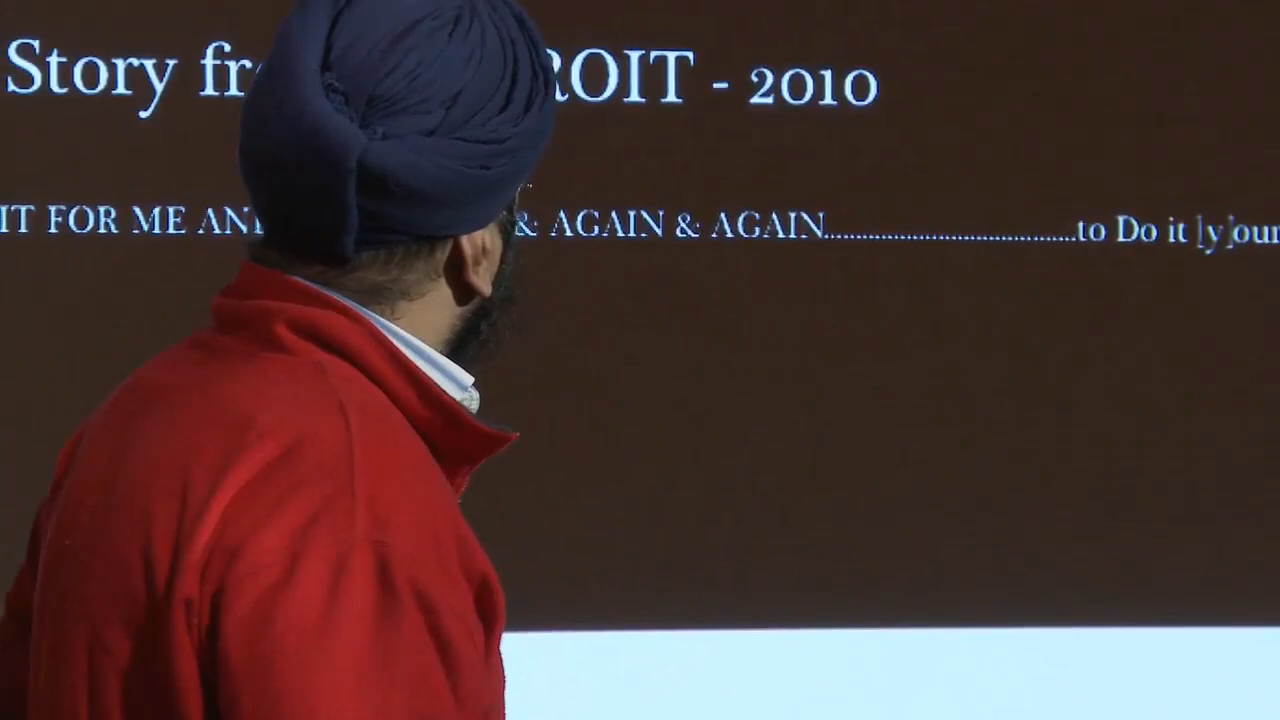 Story fr ROIT - 2010
IT FOR ME AN & AGAIN & AGAIN................................to Do it [y]our